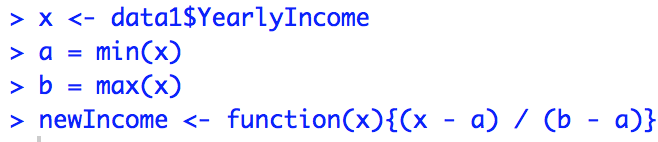 > x <- data1$YearlyIncome
> a = min(x)
> b = max(x)
> newIncome <- function(x){(x - a) / (b - a)}